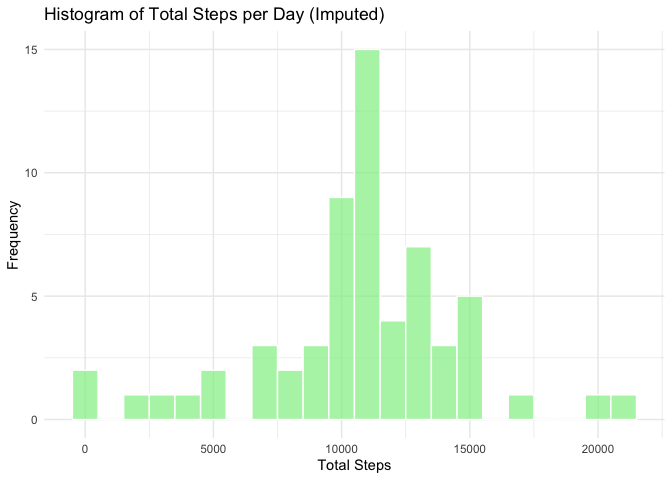 Histogram of Total Steps per Day (Imputed)
15
10
5
0
Frequency
0 5000 10000 15000 20000
Total Steps